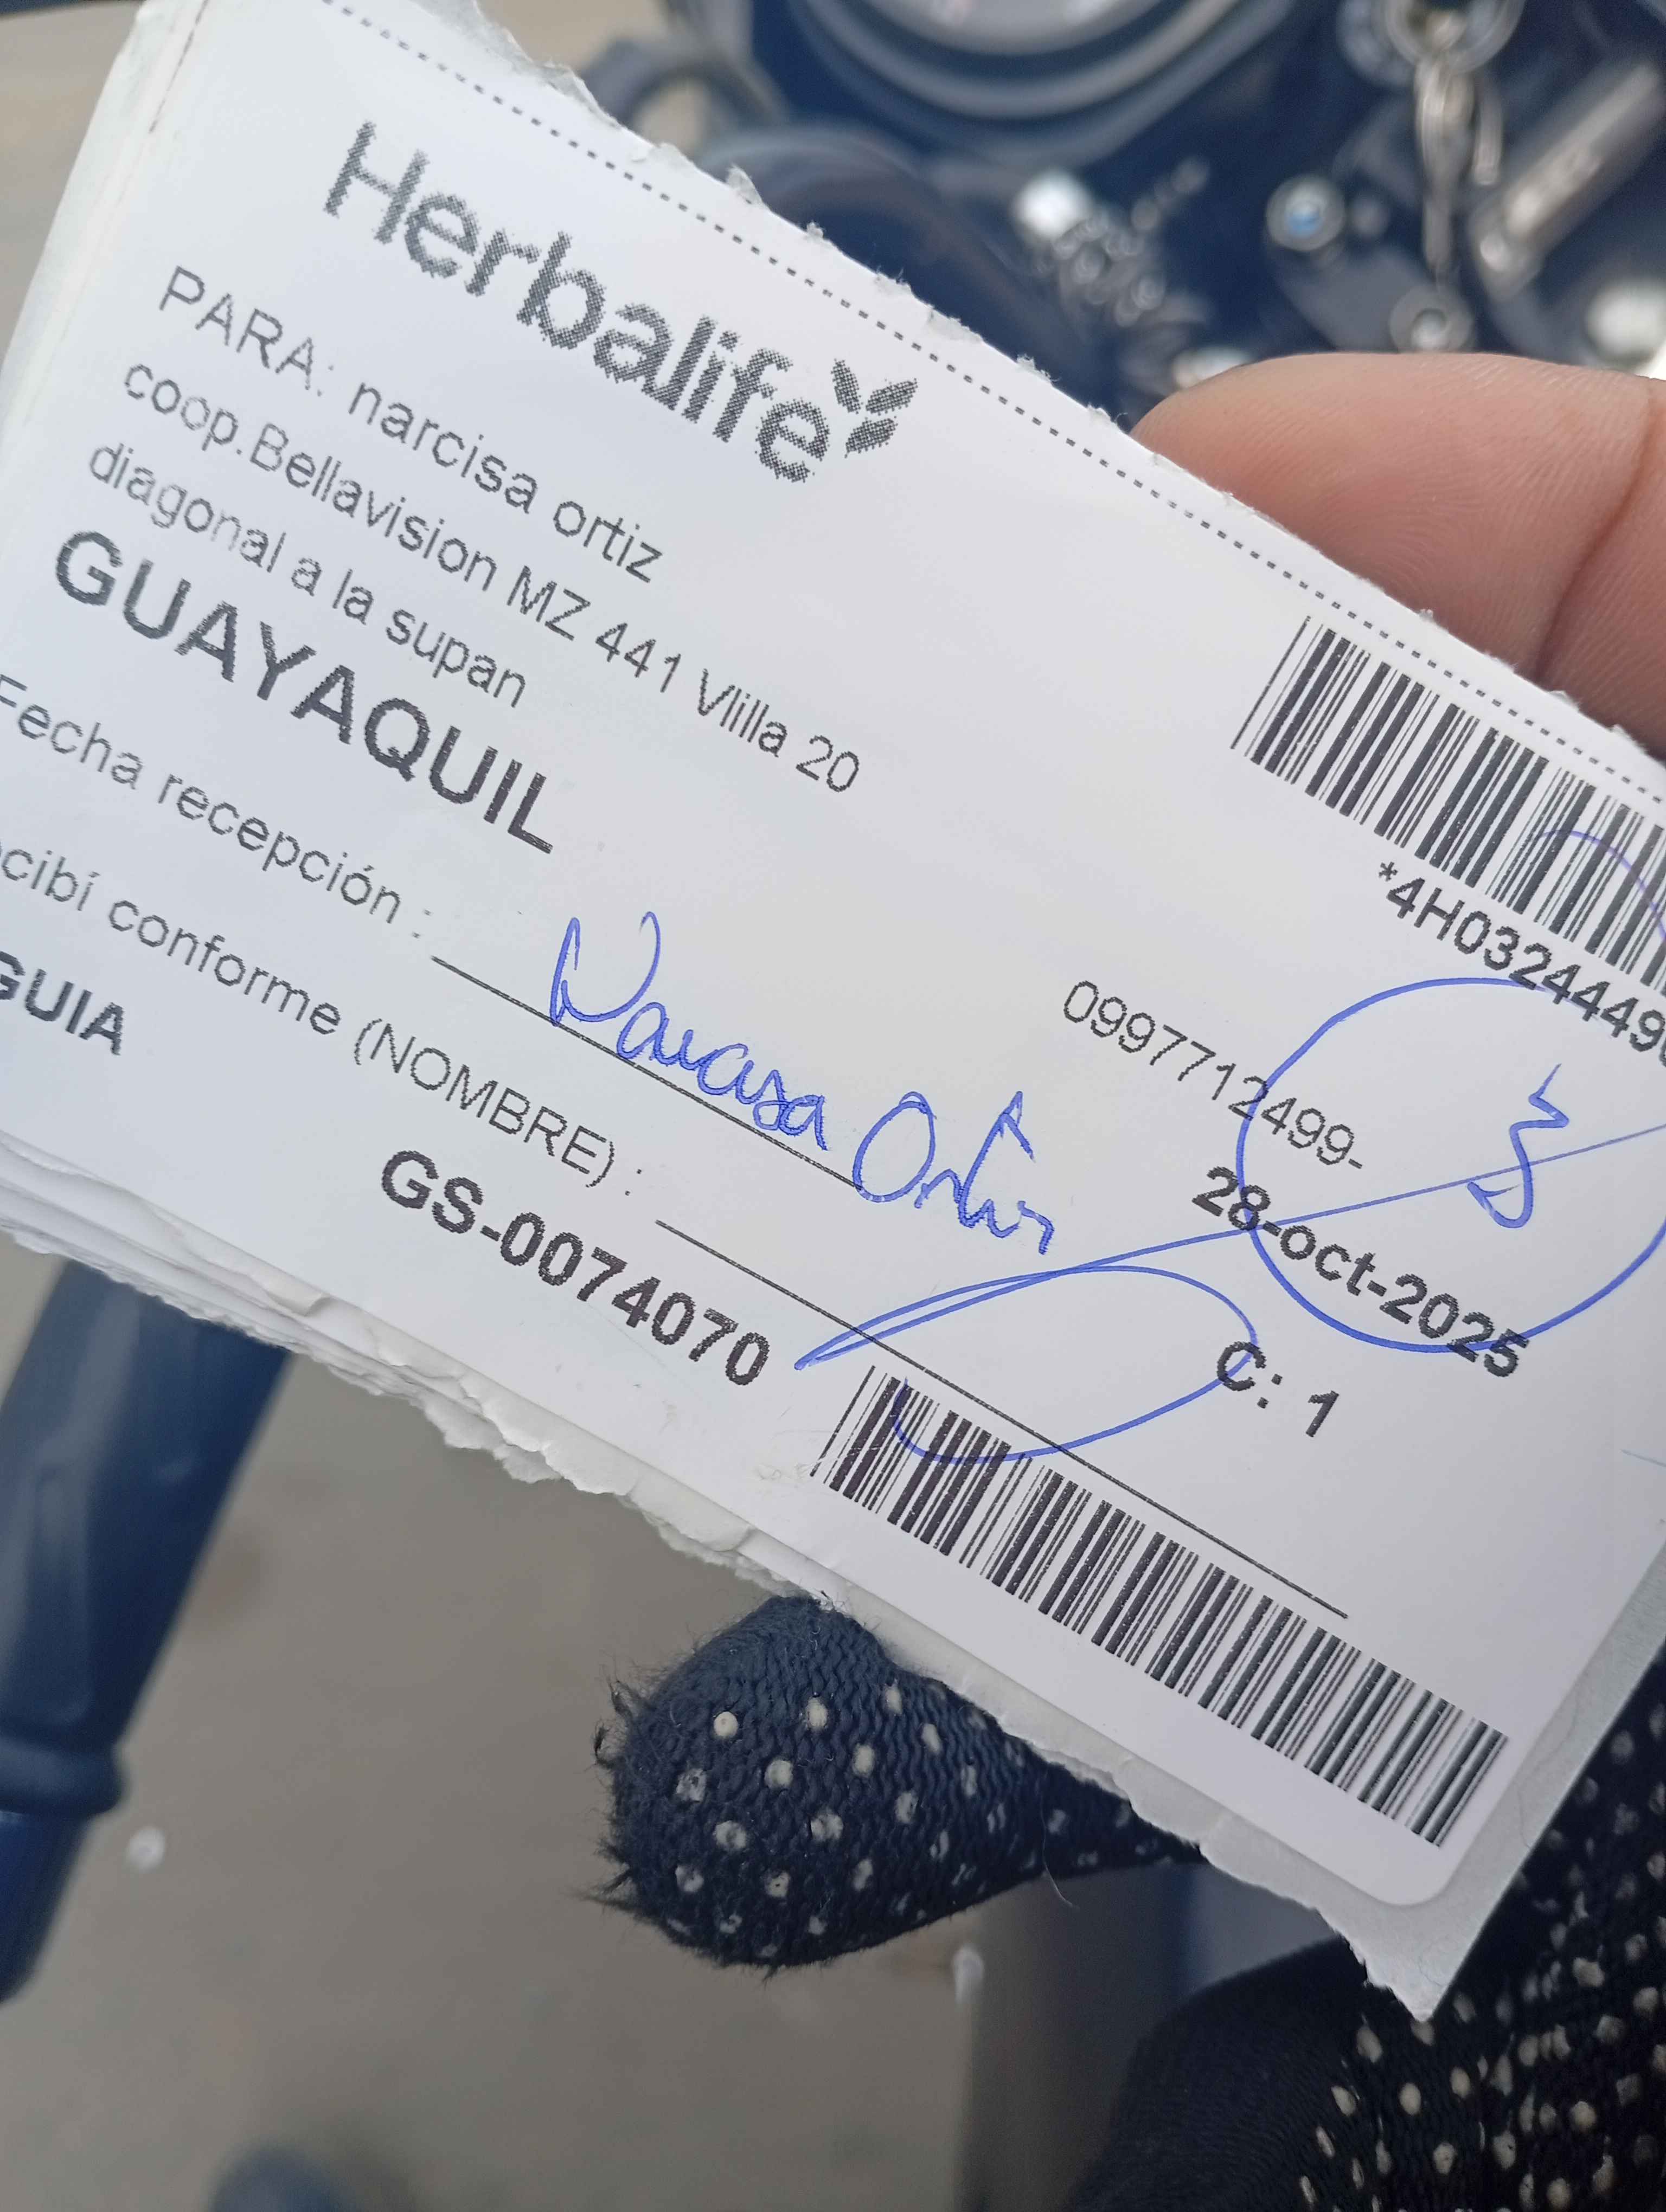 Herbalife
PARA: narcisa ortiz
coop.Bellavision MZ 441 Vlilla 20
diagonal a la supan
GUAYAQUIL
*4H0324449
0997712499-
Fecha recepción :
Narcisa Ortiz
28-oct-2025
cibí conforme (NOMBRE) :
C: 1
GUIA
GS-0074070